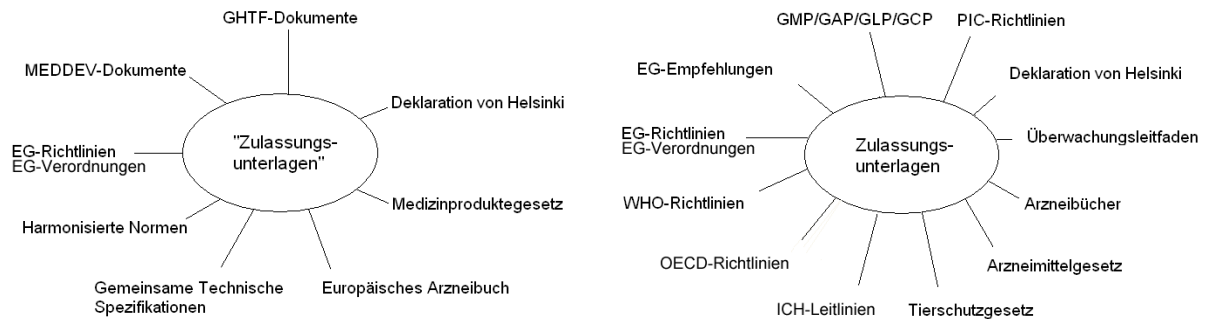 GHTF-Dokumente
MEDDEV-Dokumente
Deklaration von Helsinki
"Zulassungs-
unterlagen"
EG-Richtlinien
EG-Verordnungen
Medizinproduktegesetz
Harmonisierte Normen
Gemeinsame Technische
Spezifikationen
Europäisches Arzneibuch
GMP/GAP/GLP/GCP
PIC-Richtlinien
EG-Empfehlungen
Deklaration von Helsinki
EG-Richtlinien
EG-Verordnungen
Zulassungs-
unterlagen
Überwachungsleitfaden
WHO-Richtlinien
Arzneibücher
OECD-Richtlinien
Arzneimittelgesetz
ICH-Leitlinien
Tierschutzgesetz